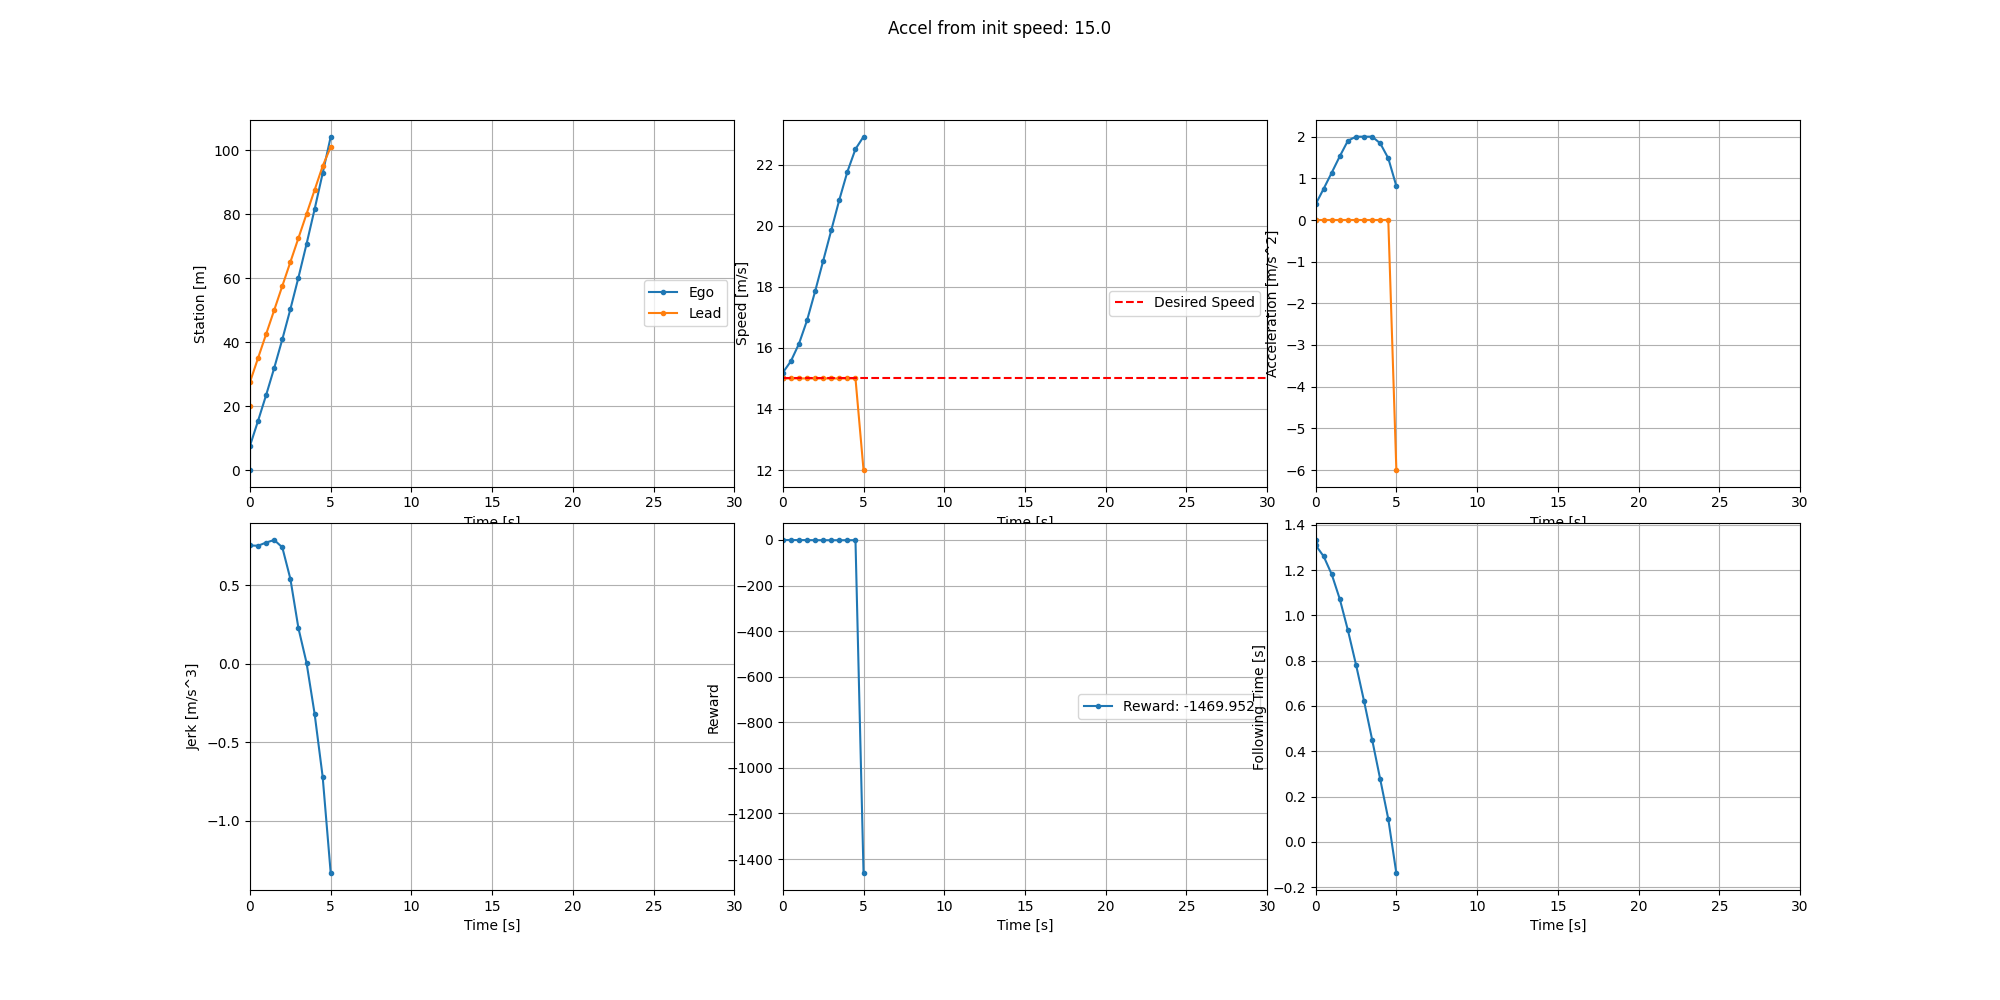 Accel from init speed: 15.0
Station [m]
100
80
60
40
20
0
0 5 10 15 20 25 30
Time [s]
Ego
Lead
Speed [m/s]
22
20
18
16
14
12
0 5 10 15 20 25 30
Time [s]
Desired Speed
Acceleration [m/s^2]
2
1
0
−1
−2
−3
−4
−5
−6
0 5 10 15 20 25 30
Time [s]
Jerk [m/s^3]
0.5
0.0
−0.5
−1.0
0 5 10 15 20 25 30
Time [s]
Reward
0
−200
−400
−600
−800
−1000
−1200
−1400
0 5 10 15 20 25 30
Time [s]
Reward: -1469.952
Following Time [s]
1.4
1.2
1.0
0.8
0.6
0.4
0.2
0.0
−0.2
0 5 10 15 20 25 30
Time [s]